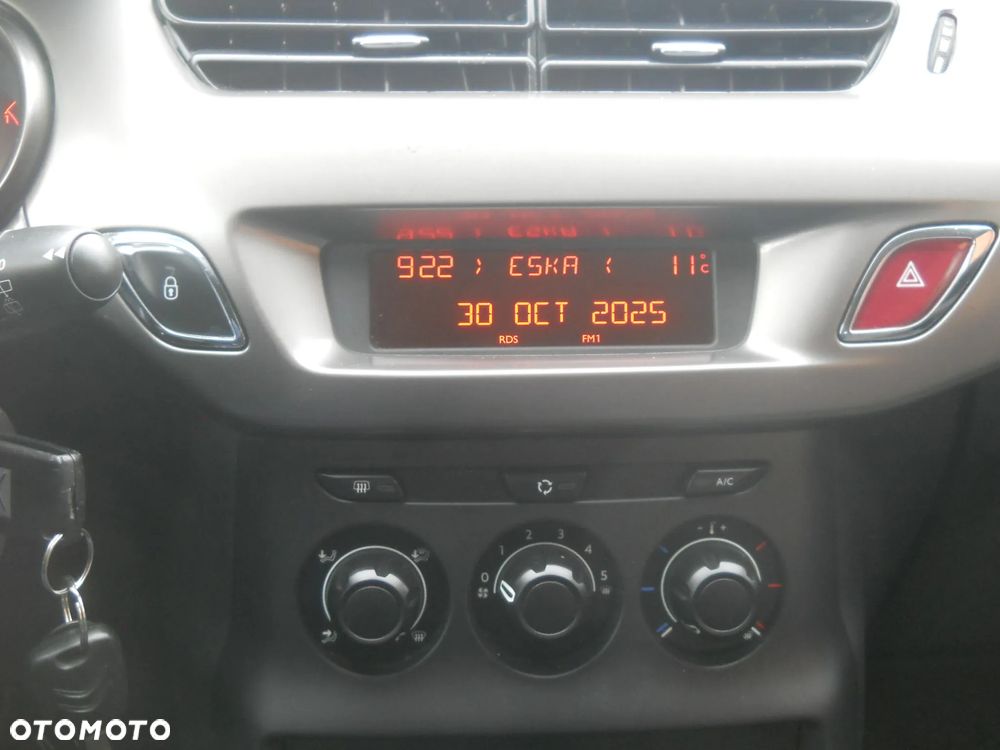 922 > ESKA < 11°C
30 OCT 2025
RDS FM1
A/C
- +
0 1 2 3 4 5
OTOMOTO